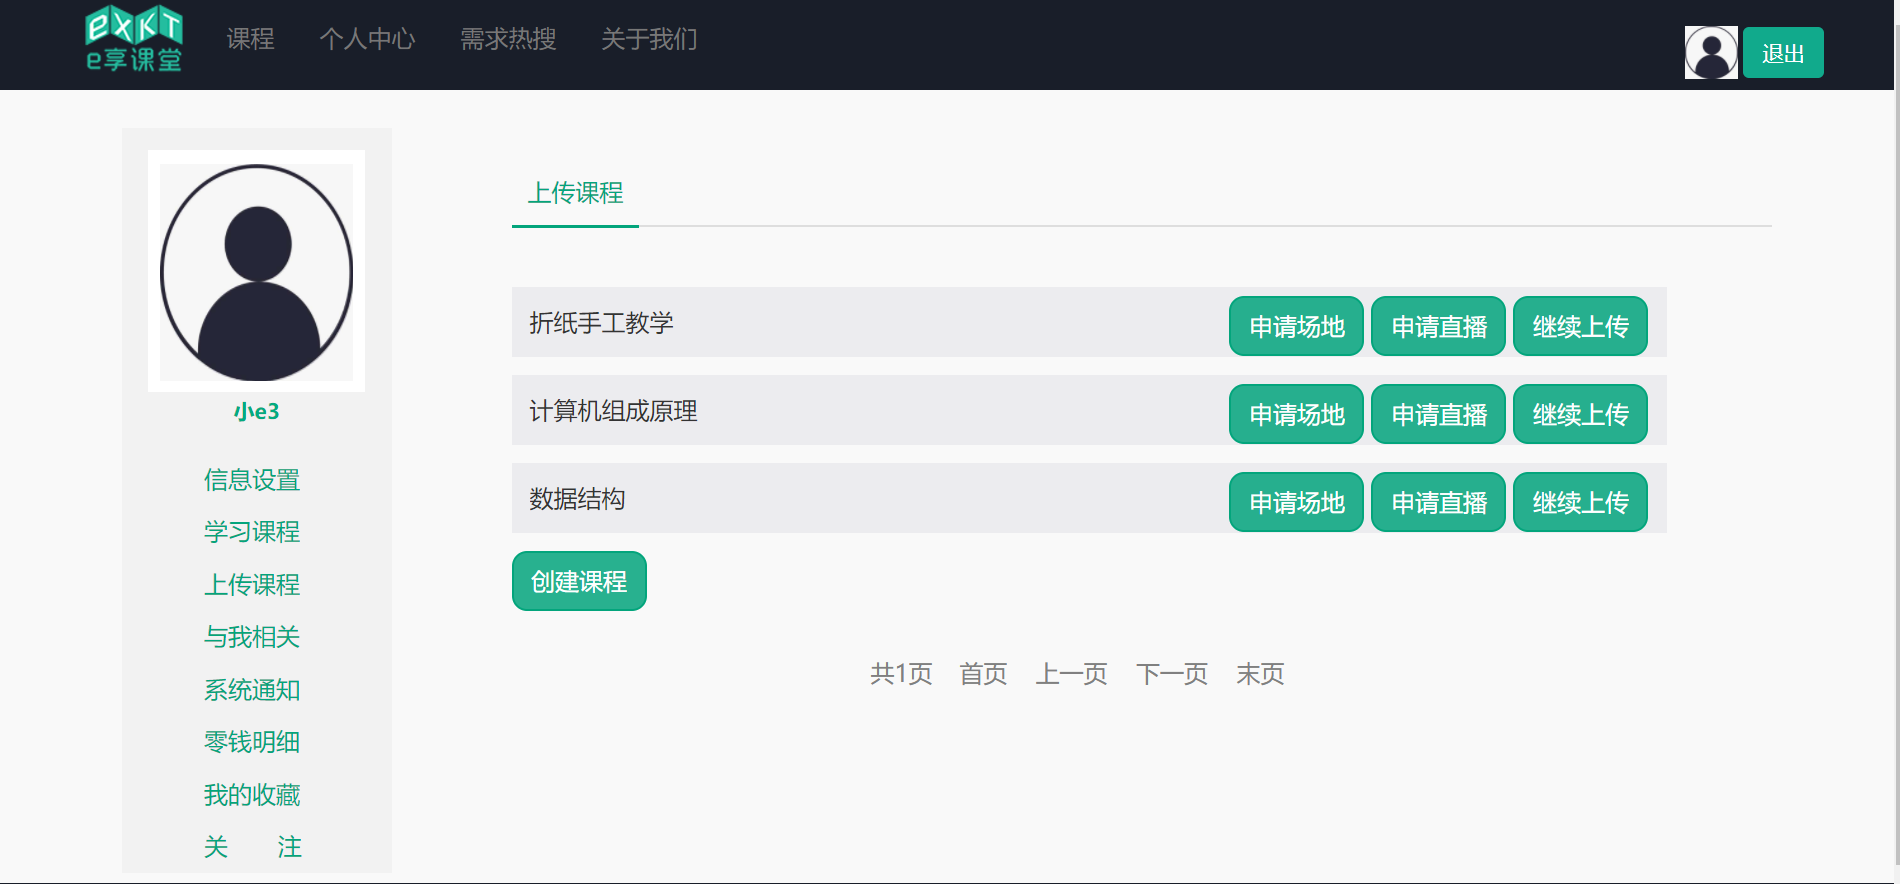 eXKT
e享课堂
课程 个人中心 需求热搜 关于我们 退出
小e3
信息设置
学习课程
上传课程
与我相关
系统通知
零钱明细
我的收藏
关 注
上传课程
折纸手工教学 申请场地 申请直播 继续上传
计算机组成原理 申请场地 申请直播 继续上传
数据结构 申请场地 申请直播 继续上传
创建课程
共1页 首页 上一页 下一页 末页